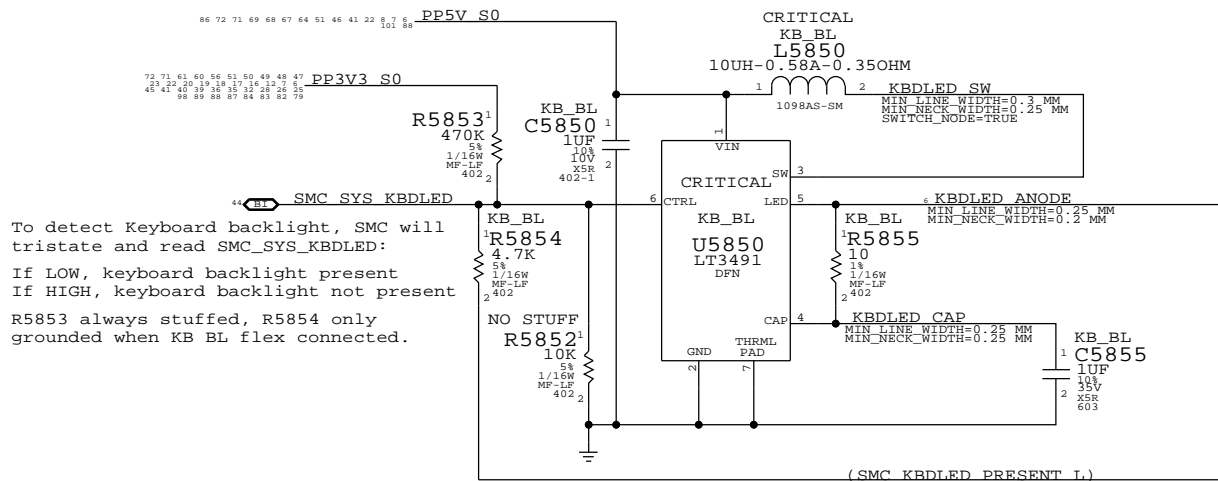 86 72 71 69 68 67 64 51 46 41 22 8 7 6
101 88
PP5V_S0
72 71 61 60 56 51 50 49 48 47
23 22 20 19 18 17 16 12 7 6
45 41 40 39 36 35 32 28 26 25
98 89 88 87 84 83 82 79
PP3V3_S0
CRITICAL
KB_BL
L5850
10UH-0.58A-0.35OHM
1
2
1098AS-SM
KBDLED_SW
MIN_LINE_WIDTH=0.3 MM
MIN_NECK_WIDTH=0.25 MM
SWITCH_NODE=TRUE
R5853
1
470K
5%
1/16W
MF-LF
402
2
KB_BL
C5850
1
1UF
10%
10V
X5R
402-1
2
1
VIN
SW
3
CRITICAL
44
BI
SMC_SYS_KBDLED
6
CTRL
LED
5
KB_BL
U5850
LT3491
DFN
6
KBDLED_ANODE
MIN_LINE_WIDTH=0.25 MM
MIN_NECK_WIDTH=0.2 MM
To detect Keyboard backlight, SMC will
tristate and read SMC_SYS_KBDLED:
If LOW, keyboard backlight present
If HIGH, keyboard backlight not present
R5853 always stuffed, R5854 only
grounded when KB BL flex connected.
KB_BL
1
R5854
4.7K
5%
1/16W
MF-LF
402
2
KB_BL
1
R5855
10
1%
1/16W
MF-LF
402
2
NO STUFF
R5852
1
10K
5%
1/16W
MF-LF
402
2
CAP
4
KBDLED_CAP
MIN_LINE_WIDTH=0.25 MM
MIN_NECK_WIDTH=0.25 MM
GND
2
THRML
PAD
7
KB_BL
1
C5855
1UF
10%
35V
X5R
603
2
(SMC_KBDLED_PRESENT_L)